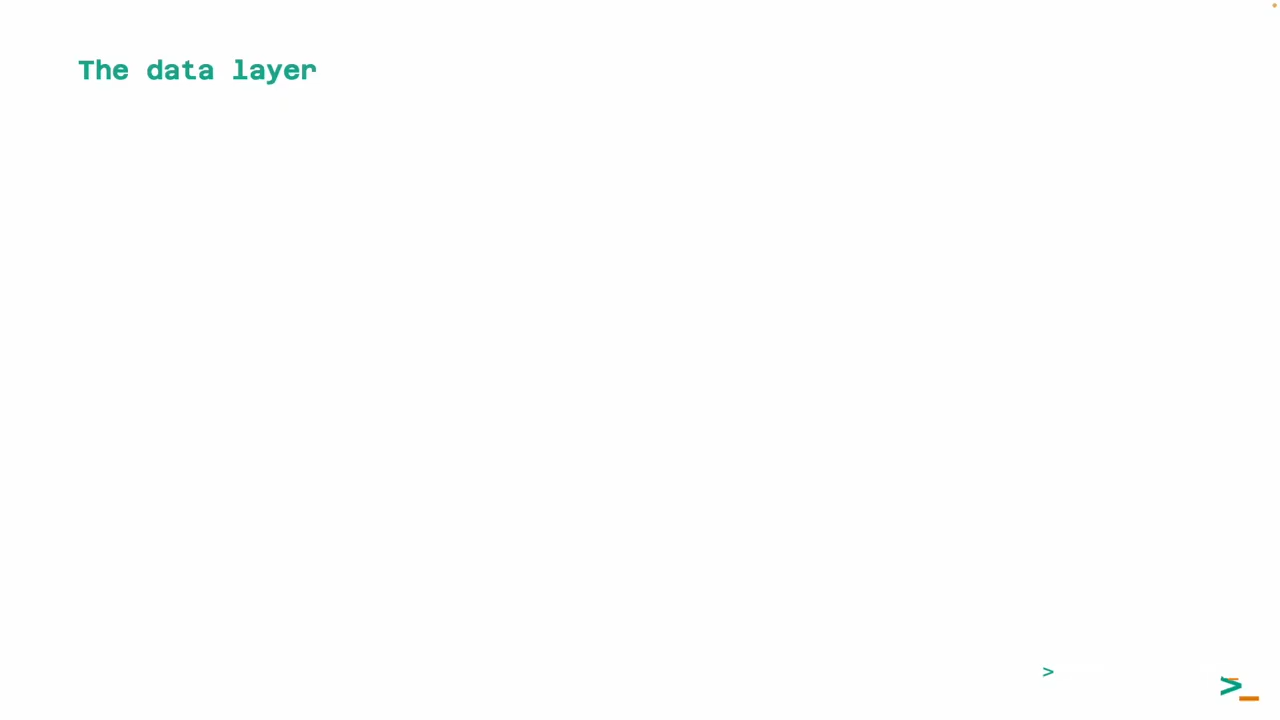 The data layer
>
>_